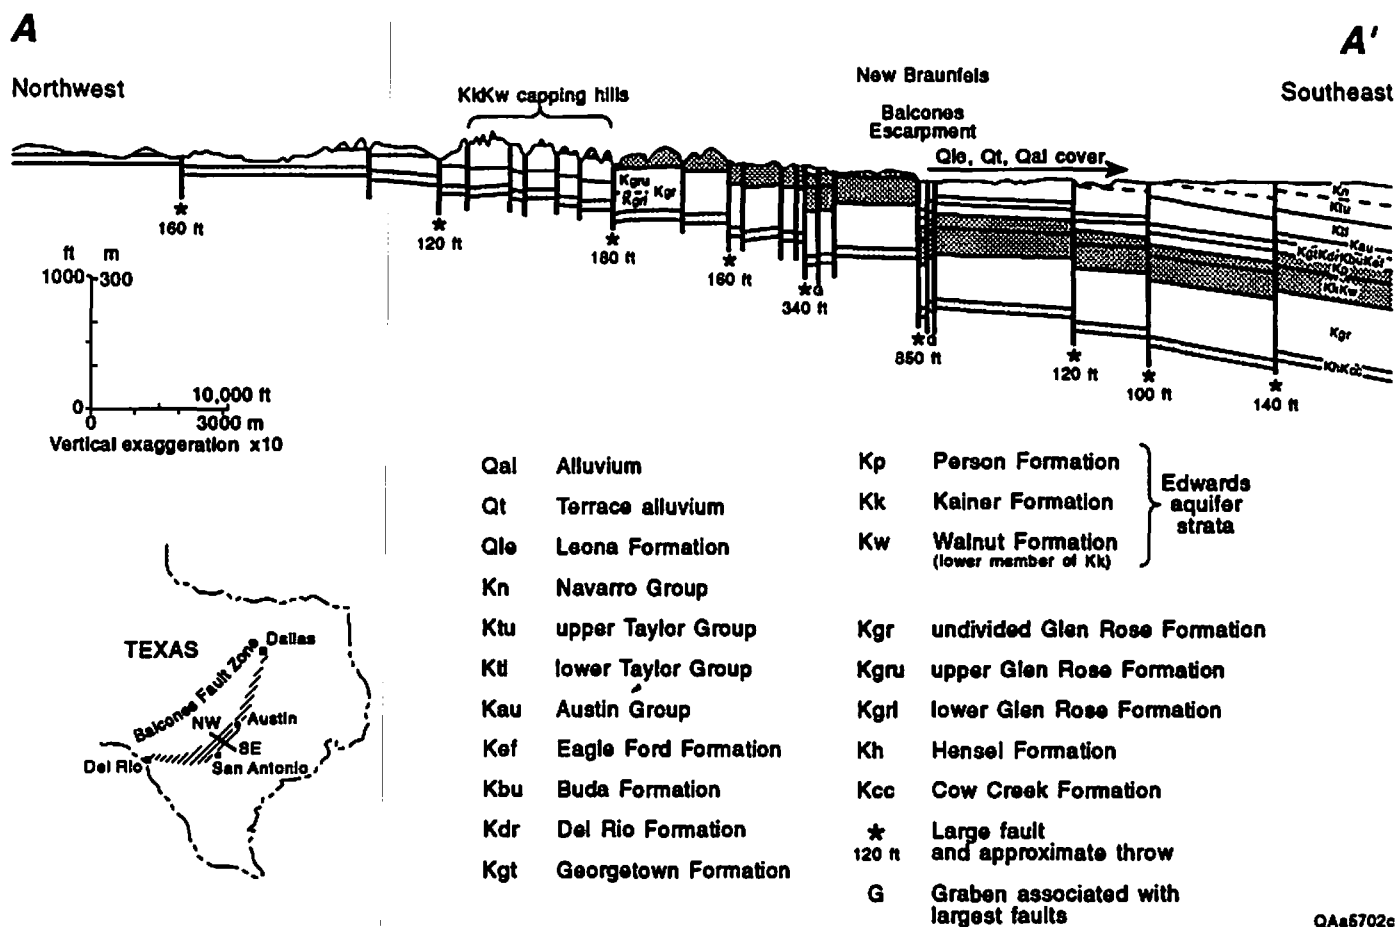 A
A'
Northwest
Southeast
New Braunfels
KkKw capping hills
Balcones
Escarpment
Qle, Qt, Qal cover
Kgru
Kgr
Kgrl
Kn
Ktu
Ktl
Kau
Kp
KkKw
Kgr
KhKcc
160 ft
120 ft
180 ft
160 ft
340 ft
G
850 ft
G
120 ft
100 ft
140 ft
ft m
1000 300
0
10,000 ft
0 3000 m
Vertical exaggeration x10
TEXAS
Dallas
Balcones Fault Zone
NW
Austin
SE
Del Rio
San Antonio
Qal Alluvium
Qt Terrace alluvium
Qle Leona Formation
Kn Navarro Group
Ktu upper Taylor Group
Ktl lower Taylor Group
Kau Austin Group
Kef Eagle Ford Formation
Kbu Buda Formation
Kdr Del Rio Formation
Kgt Georgetown Formation
Kp Person Formation
Kk Kainer Formation
Kw Walnut Formation
(lower member of Kk)
Edwards
aquifer
strata
Kgr undivided Glen Rose Formation
Kgru upper Glen Rose Formation
Kgrl lower Glen Rose Formation
Kh Hensel Formation
Kcc Cow Creek Formation
* Large fault
120 ft and approximate throw
G Graben associated with
largest faults
QAa5702c